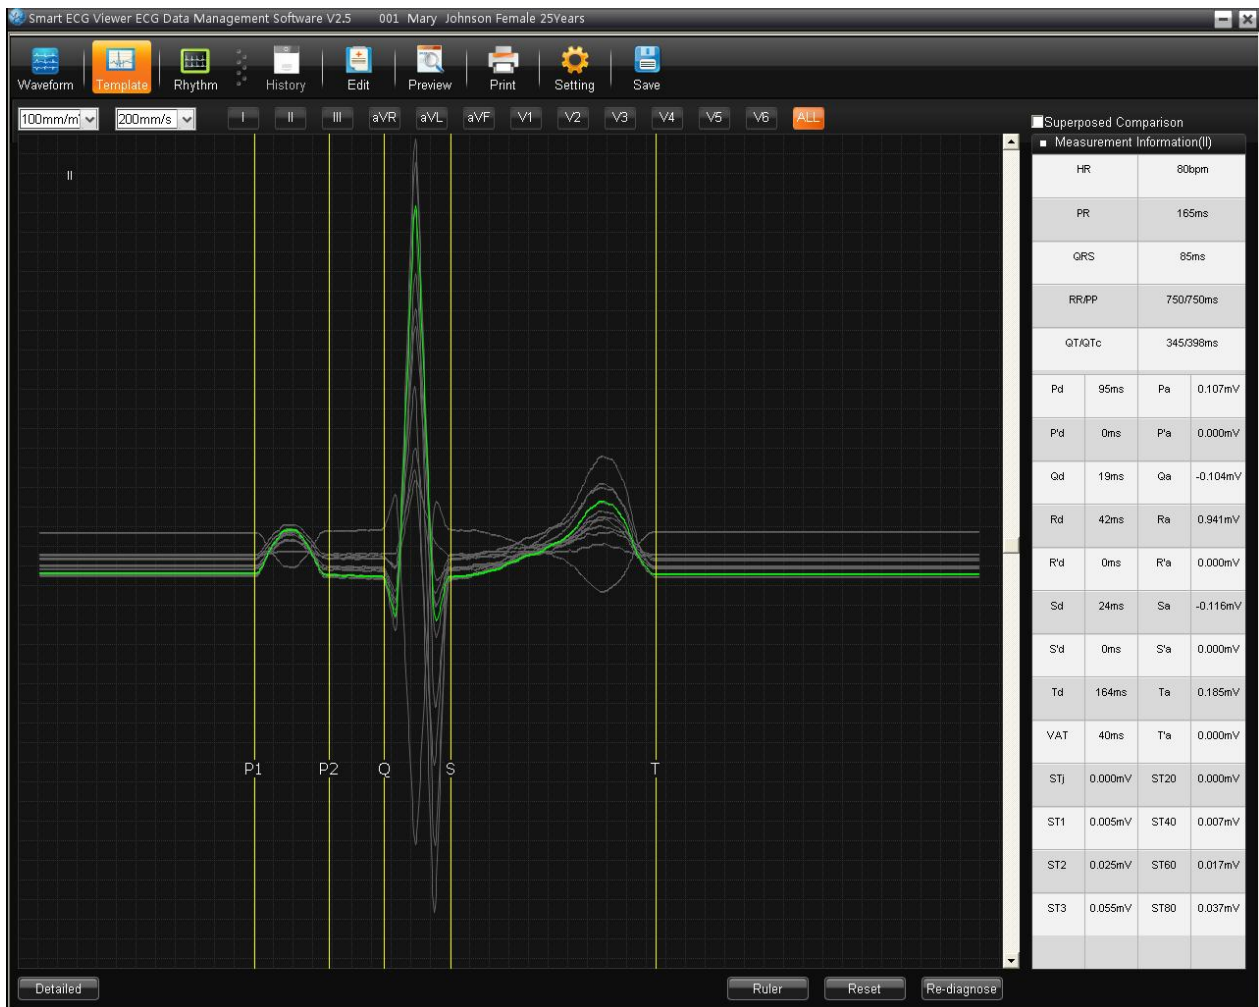 Smart ECG Viewer ECG Data Management Software V2.5 001 Mary Johnson Female 25Years
Waveform Template Rhythm History Edit Preview Print Setting Save
100mm/m 200mm/s I II III aVR aVL aVF V1 V2 V3 V4 V5 V6 ALL
Superposed Comparison
Measurement Information(II)
II
HR 80bpm
PR 165ms
QRS 85ms
RR/PP 750/750ms
QT/QTc 345/398ms
Pd 95ms Pa 0.107mV
P'd 0ms P'a 0.000mV
Qd 19ms Qa -0.104mV
Rd 42ms Ra 0.941mV
R'd 0ms R'a 0.000mV
Sd 24ms Sa -0.116mV
S'd 0ms S'a 0.000mV
Td 164ms Ta 0.185mV
VAT 40ms T'a 0.000mV
STj 0.000mV ST20 0.000mV
ST1 0.005mV ST40 0.007mV
ST2 0.025mV ST60 0.017mV
ST3 0.055mV ST80 0.037mV
P1 P2 Q S T
Detailed Ruler Reset Re-diagnose